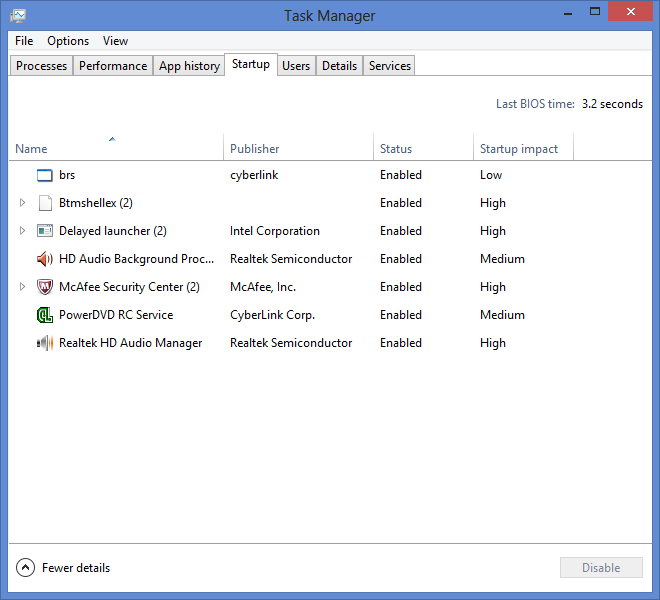 Task Manager
File Options View
Processes Performance App history Startup Users Details Services
Last BIOS time: 3.2 seconds
Name Publisher Status Startup impact
brs cyberlink Enabled Low
Btmshellex (2) Enabled High
Delayed launcher (2) Intel Corporation Enabled High
HD Audio Background Proc... Realtek Semiconductor Enabled Medium
McAfee Security Center (2) McAfee, Inc. Enabled High
PowerDVD RC Service CyberLink Corp. Enabled Medium
Realtek HD Audio Manager Realtek Semiconductor Enabled High
Fewer details Disable